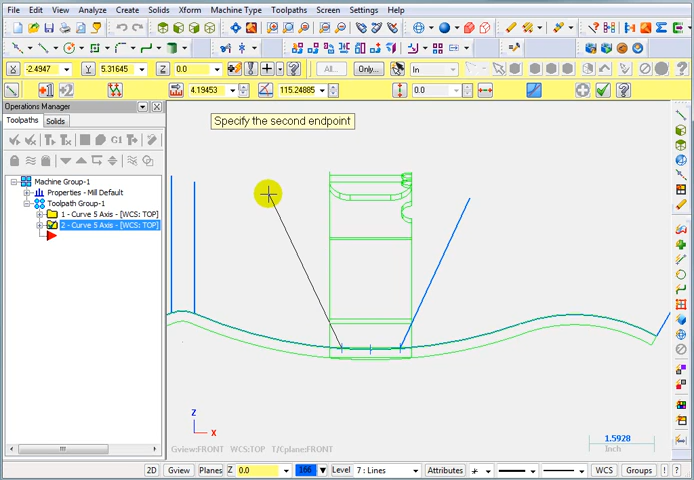 File Edit View Analyze Create Solids Xform Machine Type Toolpaths Screen Settings Help
X -2.4947 Y 5.31645 Z 0.0 All... Only... In
+1 +2 4.19453 115.24885 0.0
Operations Manager
Specify the second endpoint
Toolpaths Solids
G1
Machine Group-1
Properties - Mill Default
Toolpath Group-1
1 - Curve 5 Axis - [WCS: TOP]
2 - Curve 5 Axis - [WCS: TOP]
Z
X
1.5928
Inch
Gview:FRONT WCS:TOP T/Cplane:FRONT
2D Gview Planes Z 0.0 166 Level 7 : Lines Attributes WCS Groups ! ?